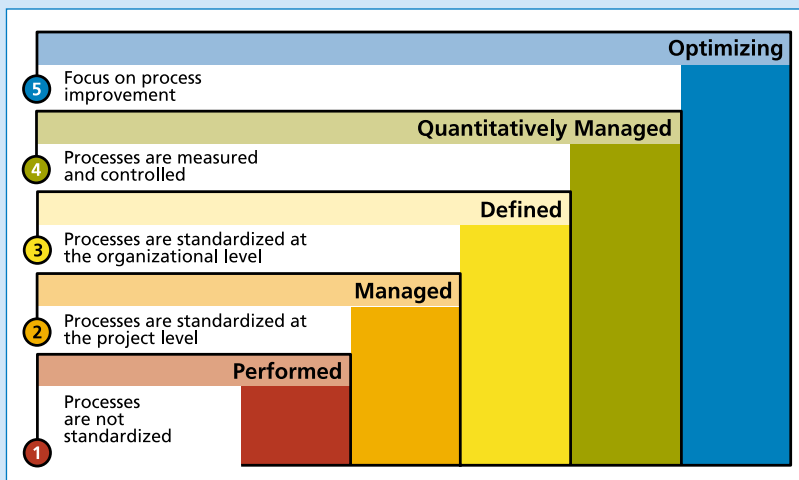 Optimizing
5
Focus on process
improvement
Quantitatively Managed
4
Processes are measured
and controlled
Defined
3
Processes are standardized at
the organizational level
Managed
2
Processes are standardized at
the project level
Performed
1
Processes
are not
standardized